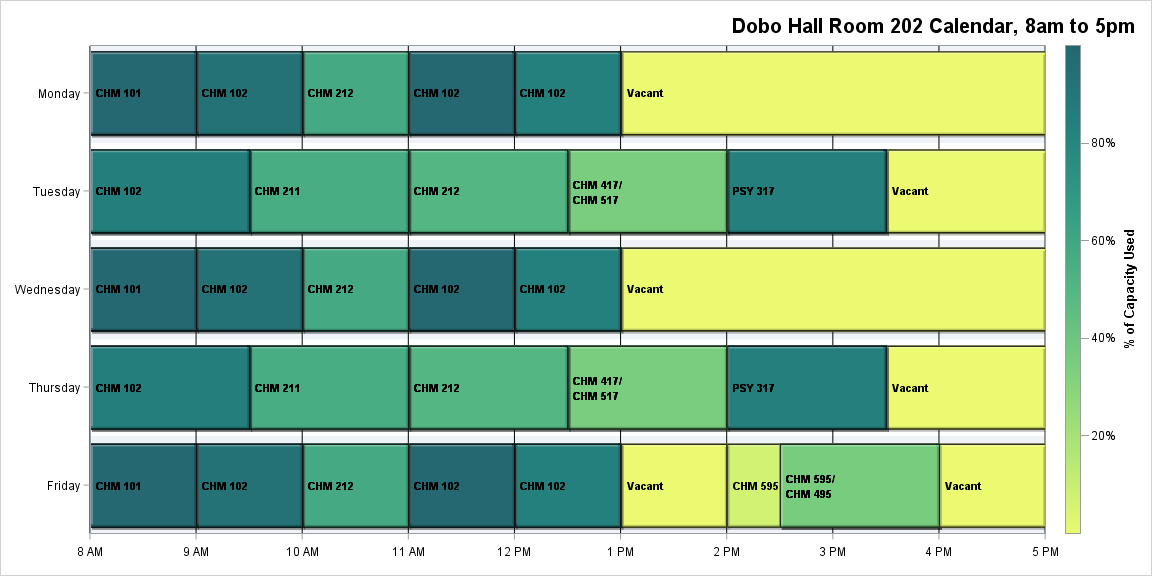 Dobo Hall Room 202 Calendar, 8am to 5pm
Monday
CHM 101
CHM 102
CHM 212
CHM 102
CHM 102
Vacant
Tuesday
CHM 102
CHM 211
CHM 212
CHM 417/
CHM 517
PSY 317
Vacant
Wednesday
CHM 101
CHM 102
CHM 212
CHM 102
CHM 102
Vacant
Thursday
CHM 102
CHM 211
CHM 212
CHM 417/
CHM 517
PSY 317
Vacant
Friday
CHM 101
CHM 102
CHM 212
CHM 102
CHM 102
Vacant
CHM 595
CHM 595/
CHM 495
Vacant
8 AM
9 AM
10 AM
11 AM
12 PM
1 PM
2 PM
3 PM
4 PM
5 PM
80%
60%
40%
20%
% of Capacity Used